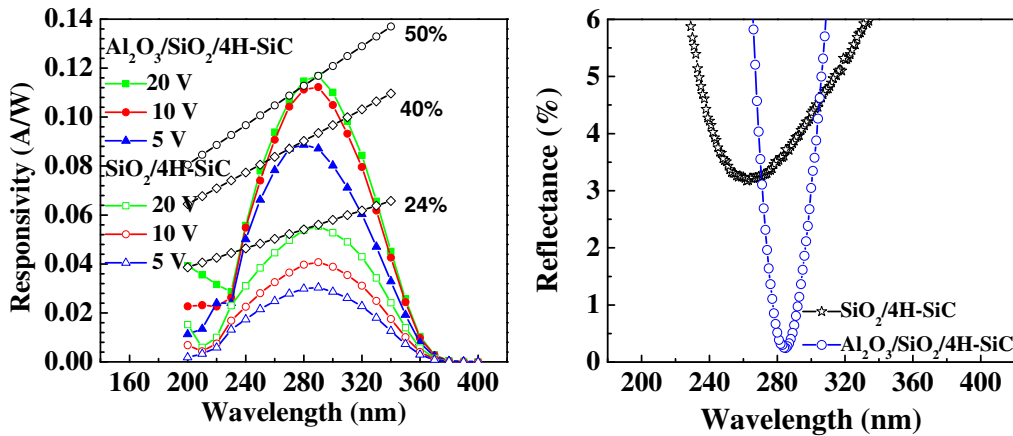 0.14
0.12
0.10
0.08
0.06
0.04
0.02
0.00
Responsivity (A/W)
Al₂O₃/SiO₂/4H-SiC
20 V
10 V
5 V
SiO₂/4H-SiC
20 V
10 V
5 V
50%
40%
24%
160 200 240 280 320 360 400
Wavelength (nm)
6
5
4
3
2
1
0
Reflectance (%)
SiO₂/4H-SiC
Al₂O₃/SiO₂/4H-SiC
200 240 280 320 360 400
Wavelength (nm)